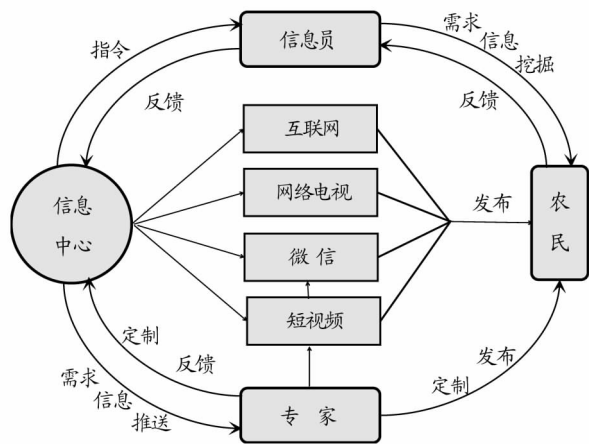 信息员
指令
需求
信息
挖掘
反馈
反馈
互联网
网络电视
发布
信息
中心
农
民
微 信
短视频
定制
反馈
发布
定制
需求
信息
推送
专 家